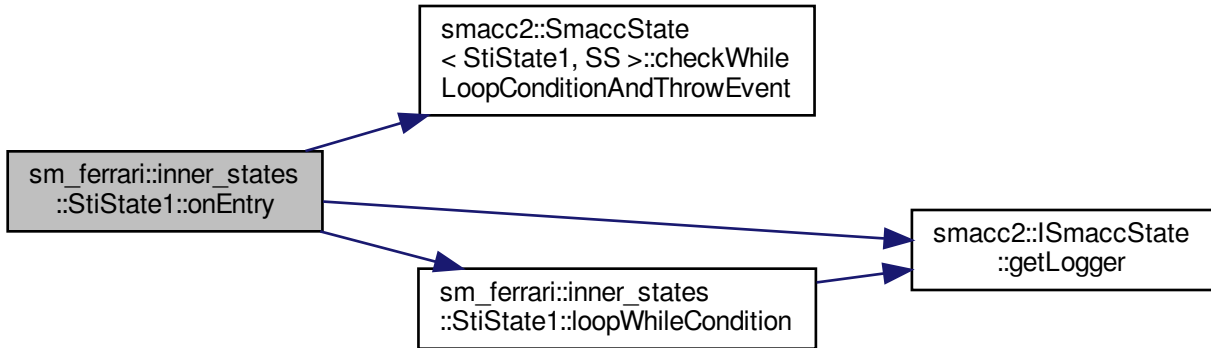 smacc2::SmaccState
< StiState1, SS >::checkWhile
LoopConditionAndThrowEvent
sm_ferrari::inner_states
::StiState1::onEntry
smacc2::ISmaccState
::getLogger
sm_ferrari::inner_states
::StiState1::loopWhileCondition